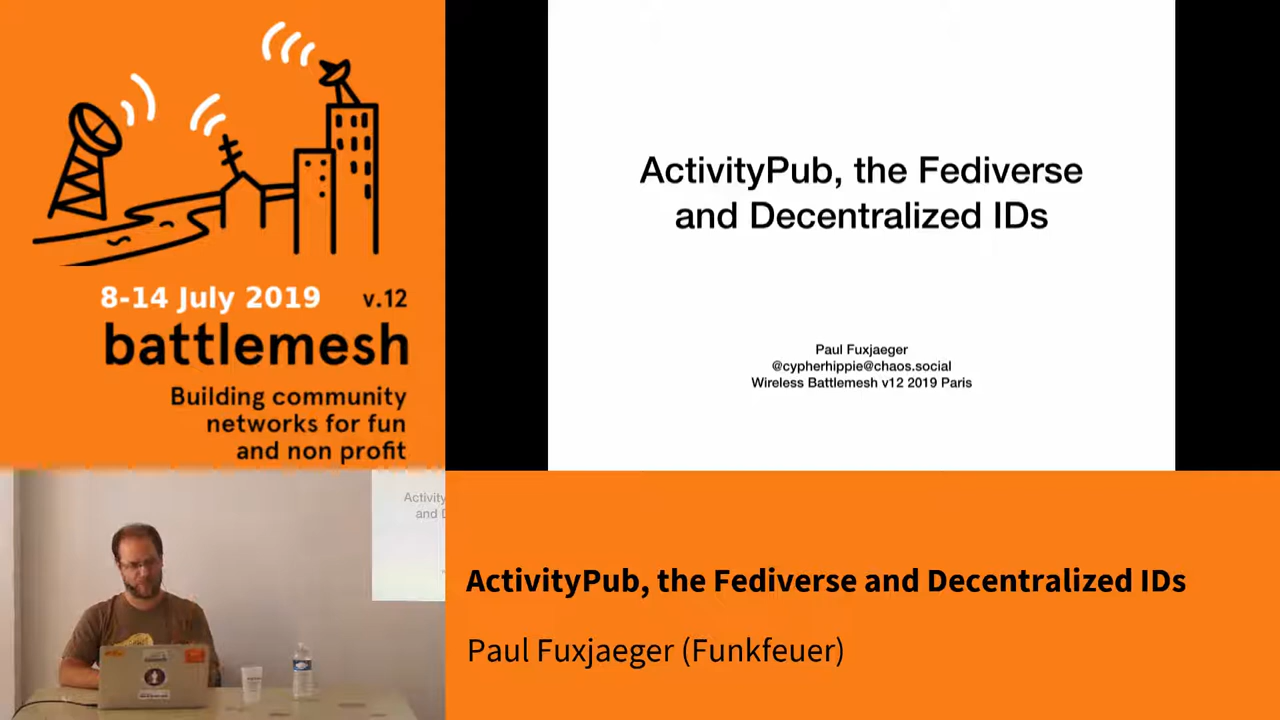 8-14 July 2019 v.12
battlemesh
Building community
networks for fun
and non profit
ActivityPub, the Fediverse
and Decentralized IDs
Paul Fuxjaeger
@cypherhippie@chaos.social
Wireless Battlemesh v12 2019 Paris
Activity
and D
ActivityPub, the Fediverse and Decentralized IDs
Paul Fuxjaeger (Funkfeuer)